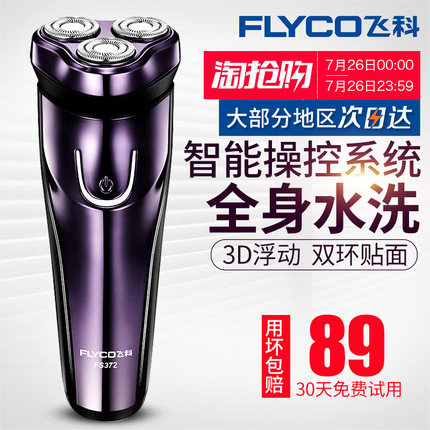 FLYCO飞科
淘抢购
7月26日00:00
7月26日23:59
大部分地区次日达
智能操控系统
全身水洗
3D浮动 双环贴面
用坏包赔
89
30天免费试用
FLYCO飞科
FS372